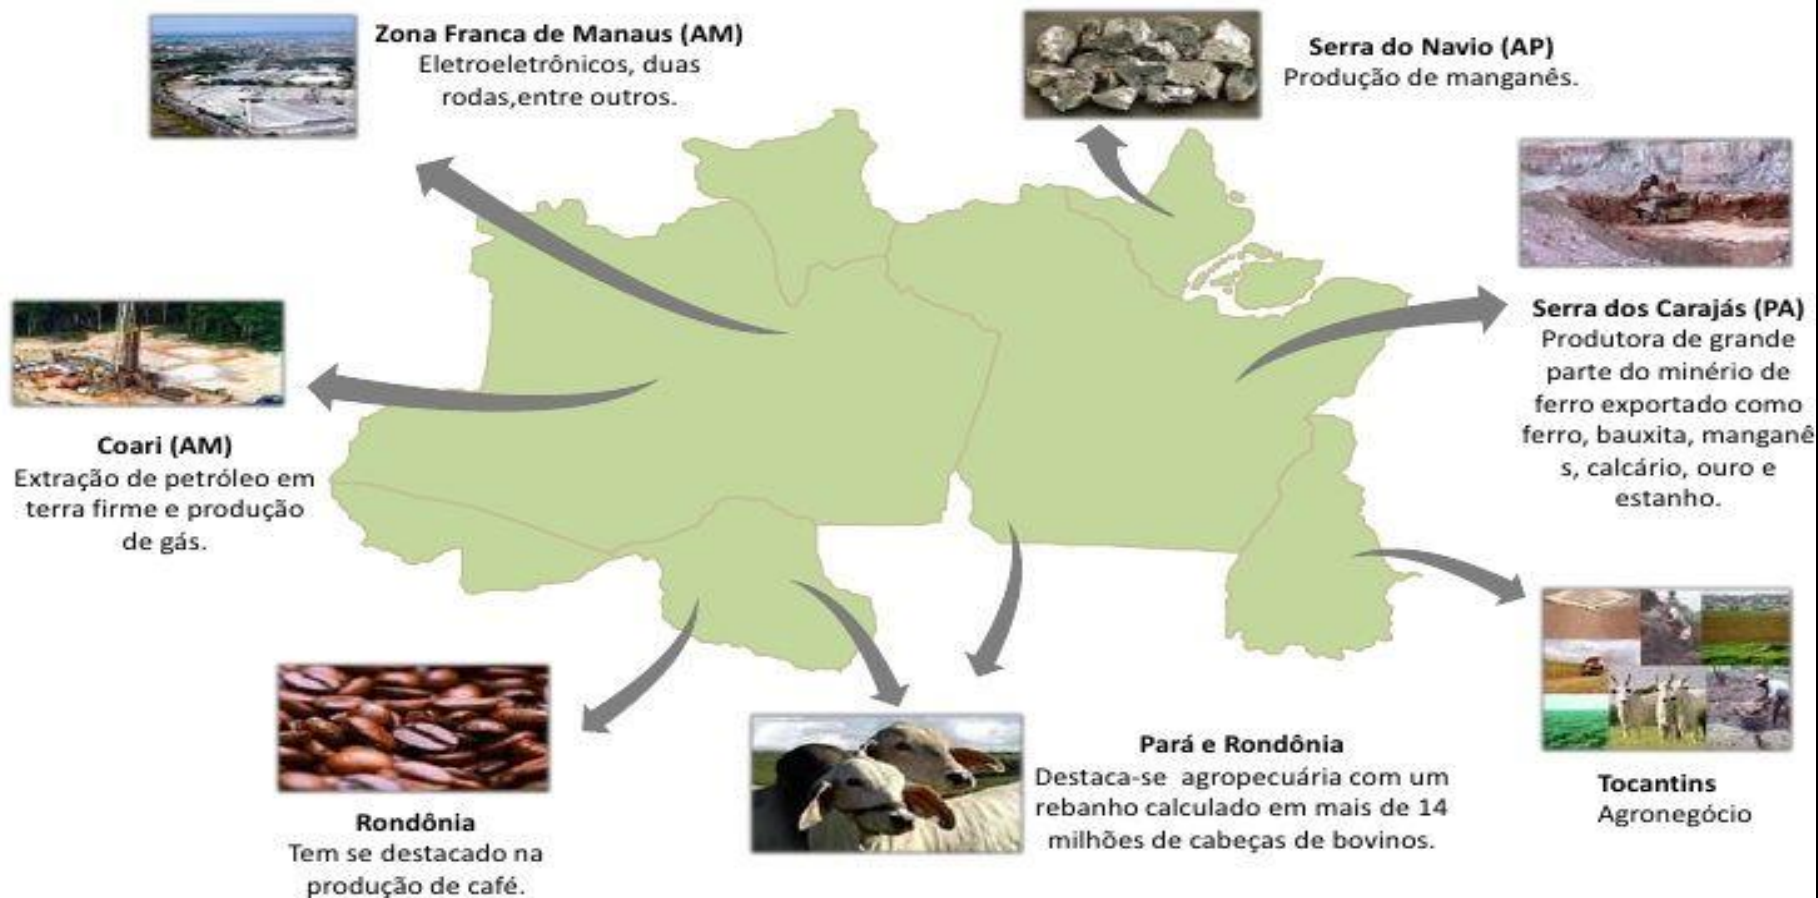 Zona Franca de Manaus (AM)
Eletroeletrônicos, duas
rodas,entre outros.
Serra do Navio (AP)
Produção de manganês.
Serra dos Carajás (PA)
Produtora de grande
parte do minério de
ferro exportado como
ferro, bauxita, manganê
s, calcário, ouro e
estanho.
Coari (AM)
Extração de petróleo em
terra firme e produção
de gás.
Rondônia
Tem se destacado na
produção de café.
Pará e Rondônia
Destaca-se agropecuária com um
rebanho calculado em mais de 14
milhões de cabeças de bovinos.
Tocantins
Agronegócio